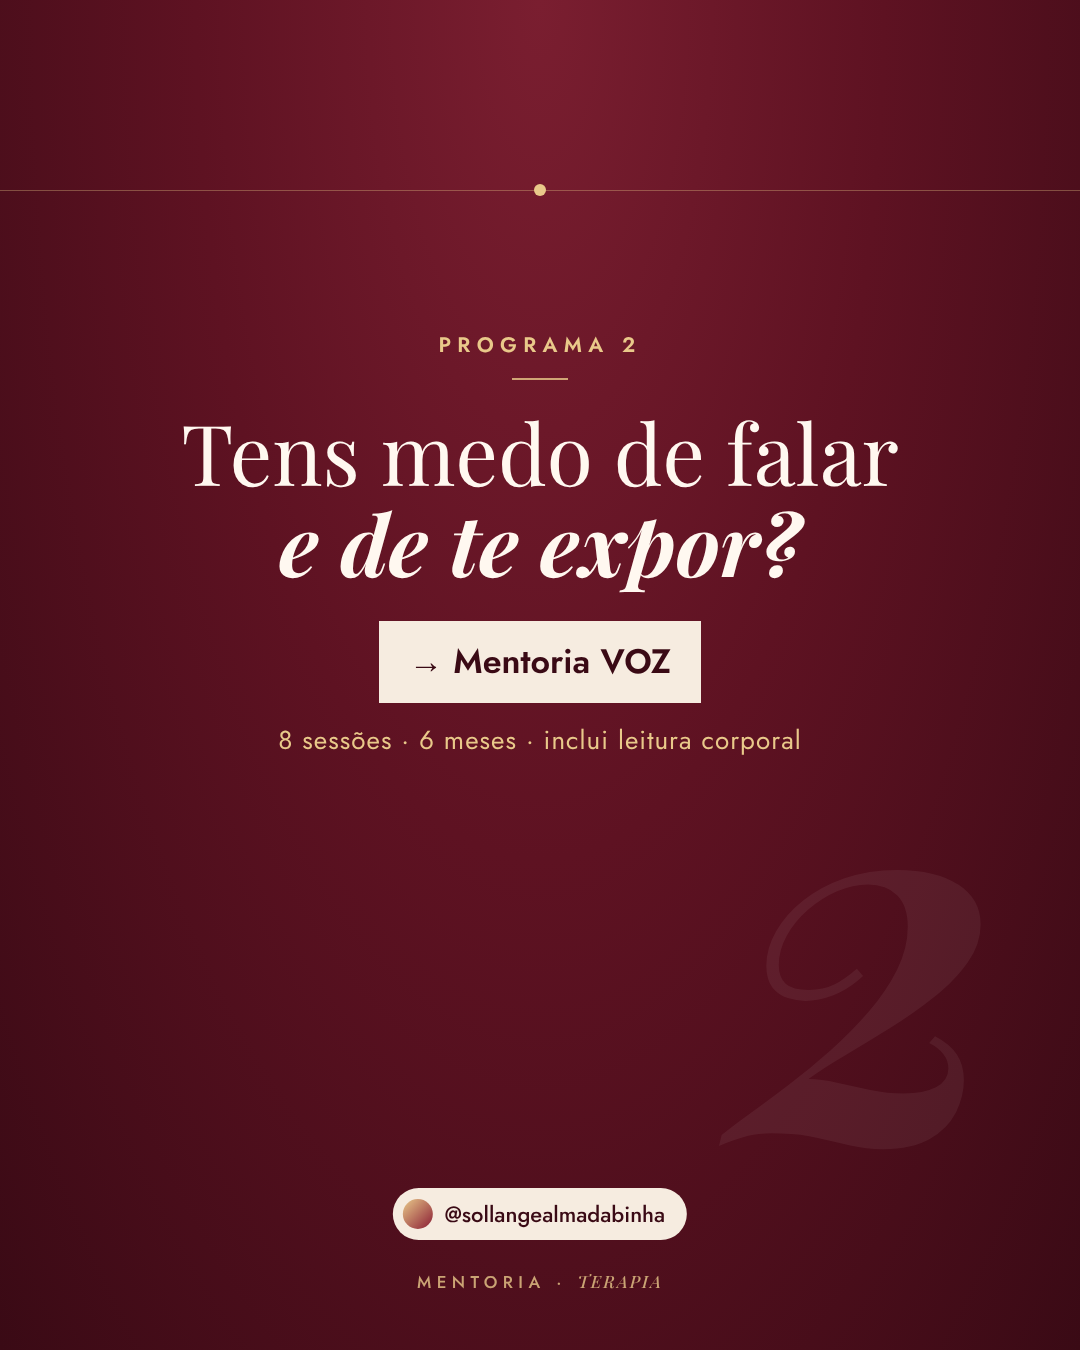 PROGRAMA 2
Tens medo de falar
e de te expor?
→ Mentoria VOZ
8 sessões · 6 meses · inclui leitura corporal
2
@sollangealmadabinha
MENTORIA · TERAPIA